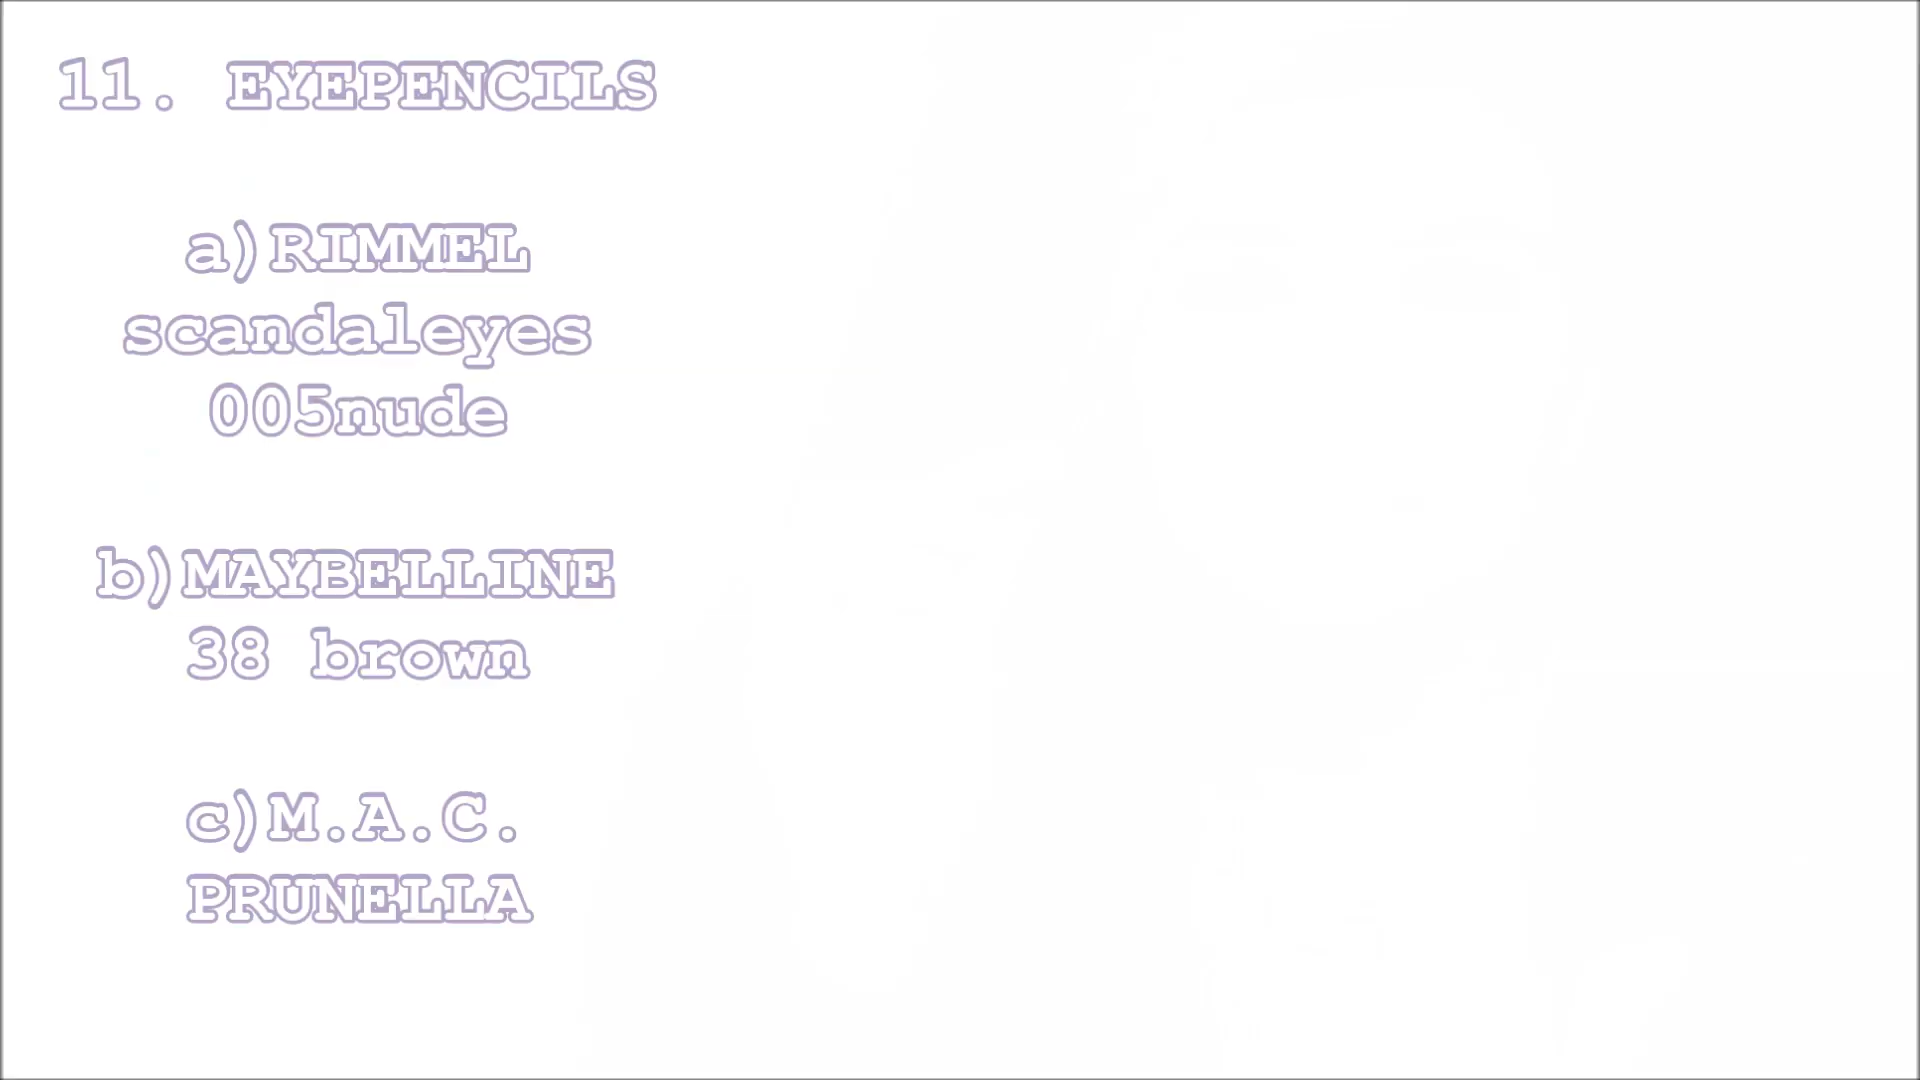 11. EYEPENCILS
a)RIMMEL
scandaleyes
005nude
b)MAYBELLINE
38 brown
c)M.A.C.
PRUNELLA